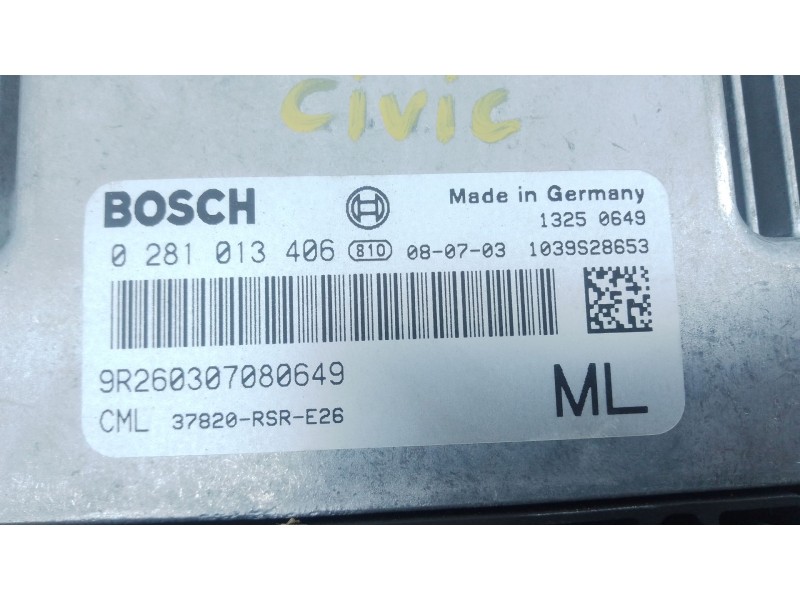 Civic
BOSCH Made in Germany
1325 0649
0 281 013 406 810 08-07-03 1039S28653
9R260307080649
CML 37820-RSR-E26 ML